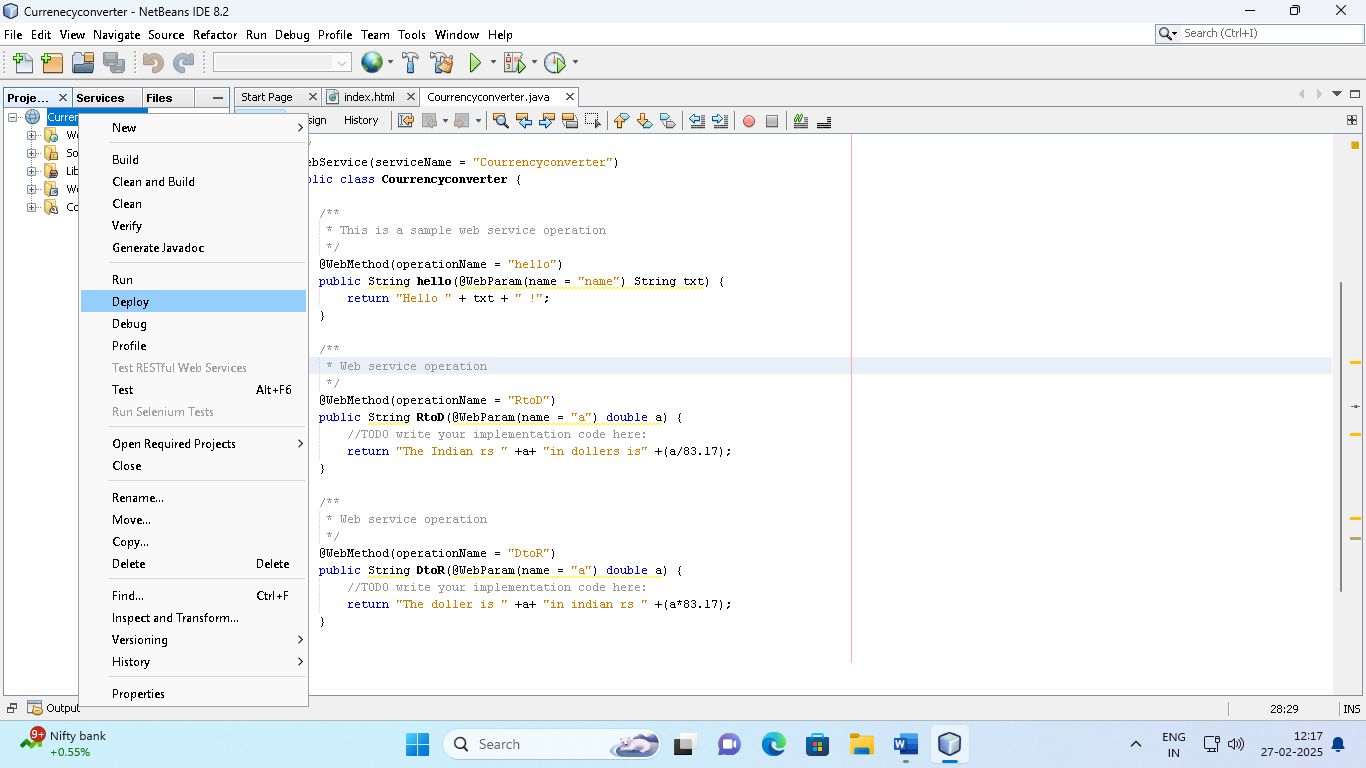 Currenecyconverter - NetBeans IDE 8.2
File Edit View Navigate Source Refactor Run Debug Profile Team Tools Window Help
Search (Ctrl+I)
Proje... Services Files
Start Page index.html Courrencyconverter.java
History
New
Build
Clean and Build
Clean
Verify
Generate Javadoc
Run
Deploy
Debug
Profile
Test RESTful Web Services
Test Alt+F6
Run Selenium Tests
Open Required Projects
Close
Rename...
Move...
Copy...
Delete Delete
Find... Ctrl+F
Inspect and Transform...
Versioning
History
Properties
ebService(serviceName = "Courrencyconverter")
lic class Courrencyconverter {
/**
* This is a sample web service operation
*/
@WebMethod(operationName = "hello")
public String hello(@WebParam(name = "name") String txt) {
return "Hello " + txt + " !";
}
/**
* Web service operation
*/
@WebMethod(operationName = "RtoD")
public String RtoD(@WebParam(name = "a") double a) {
//TODO write your implementation code here:
return "The Indian rs " +a+ "in dollers is" +(a/83.17);
}
/**
* Web service operation
*/
@WebMethod(operationName = "DtoR")
public String DtoR(@WebParam(name = "a") double a) {
//TODO write your implementation code here:
return "The doller is " +a+ "in indian rs " +(a*83.17);
}
Output
28:29 INS
9+
Nifty bank
+0.55%
Search
ENG
IN
12:17
27-02-2025